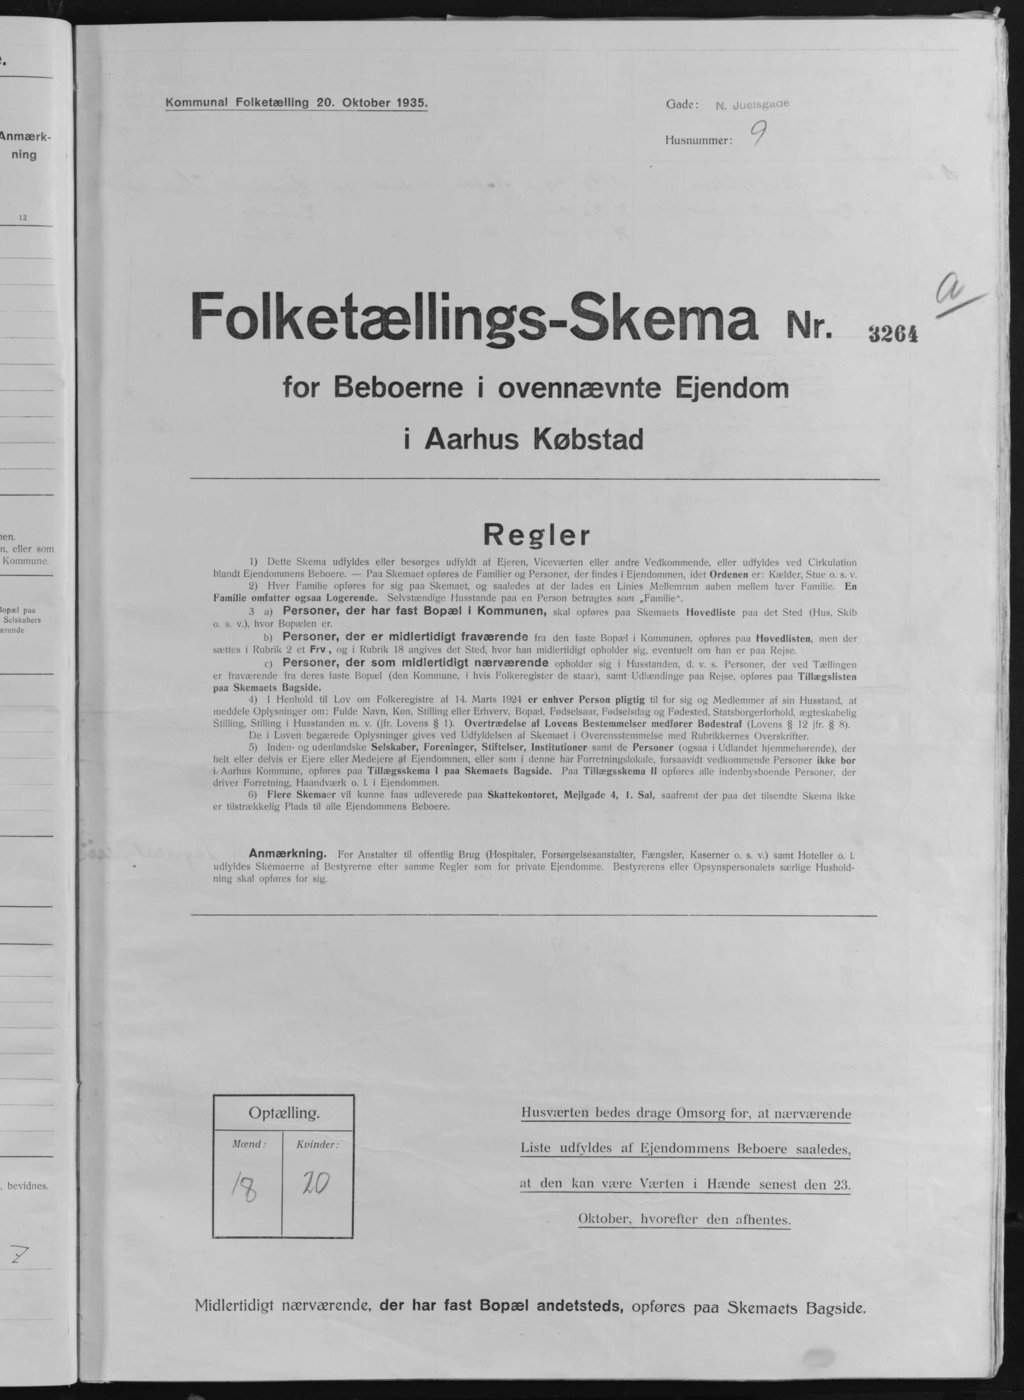 Anmærk-
ning
12
n, eller som
Kommune.
Bopæl paa
Selskabers
, bevidnes.
Kommunal Folketælling 20. Oktober 1935.
Gade: N. Juelsgade
Husnummer: 9
a
Folketællings-Skema Nr. 3264
for Beboerne i ovennævnte Ejendom
i Aarhus Købstad
Regler
1) Dette Skema udfyldes eller besørges udfyldt af Ejeren, Viceværten eller andre Vedkommende, eller udfyldes ved Cirkulation
blandt Ejendommens Beboere. — Paa Skemaet opføres de Familier og Personer, der findes i Ejendommen, idet Ordenen er: Kælder, Stue o. s. v.
2) Hver Familie opføres for sig paa Skemaet, og saaledes at der lades en Linies Mellemrum aaben mellem hver Familie. En
Familie omfatter ogsaa Logerende. Selvstændige Husstande paa en Person betragtes som „Familie“.
3 a) Personer, der har fast Bopæl i Kommunen, skal opføres paa Skemaets Hovedliste paa det Sted (Hus, Skib
o. s. v.), hvor Bopælen er.
b) Personer, der er midlertidigt fraværende fra den faste Bopæl i Kommunen, opføres paa Hovedlisten, men der
sættes i Rubrik 2 et Frv, og i Rubrik 18 angives det Sted, hvor han midlertidigt opholder sig, eventuelt om han er paa Rejse.
c) Personer, der som midlertidigt nærværende opholder sig i Husstanden, d. v. s. Personer, der ved Tællingen
er fraværende fra deres faste Bopæl (den Kommune, i hvis Folkeregister de staar), samt Udlændinge paa Rejse, opføres paa Tillægslisten
paa Skemaets Bagside.
4) I Henhold til Lov om Folkeregistre af 14. Marts 1924 er enhver Person pligtig til for sig og Medlemmer af sin Husstand, at
meddele Oplysninger om: Fulde Navn, Køn, Stilling eller Erhverv, Bopæl, Fødselsaar, Fødselsdag og Fødested, Statsborgerforhold, ægteskabelig
Stilling, Stilling i Husstanden m. v. (jfr. Lovens § 1). Overtrædelse af Lovens Bestemmelser medfører Bødestraf (Lovens § 12 jfr. § 8).
De i Loven begærede Oplysninger gives ved Udfyldelsen af Skemaet i Overensstemmelse med Rubrikkernes Overskrifter.
5) Inden- og udenlandske Selskaber, Foreninger, Stiftelser, Institutioner samt de Personer (ogsaa i Udlandet hjemmehørende), der
helt eller delvis er Ejere eller Medejere af Ejendommen, eller som i denne har Forretningslokale, forsaavidt vedkommende Personer ikke bor
i Aarhus Kommune, opføres paa Tillægsskema I paa Skemaets Bagside. Paa Tillægsskema II opføres alle indenbysboende Personer, der
driver Forretning, Haandværk o. l. i Ejendommen.
6) Flere Skemaer vil kunne faas udleverede paa Skattekontoret, Mejlgade 4, 1. Sal, saafremt der paa det tilsendte Skema ikke
er tilstrækkelig Plads til alle Ejendommens Beboere.
Anmærkning. For Anstalter til offentlig Brug (Hospitaler, Forsørgelsesanstalter, Fængsler, Kaserner o. s. v.) samt Hoteller o. l.
udfyldes Skemaerne af Bestyrerne efter samme Regler som for private Ejendomme. Bestyrerens eller Opsynspersonalets særlige Hushold-
ning skal opføres for sig.
Optælling.
Mænd: Kvinder:
18 20
Husværten bedes drage Omsorg for, at nærværende
Liste udfyldes af Ejendommens Beboere saaledes,
at den kan være Værten i Hænde senest den 23.
Oktober, hvorefter den afhentes.
Midlertidigt nærværende, der har fast Bopæl andetsteds, opføres paa Skemaets Bagside.